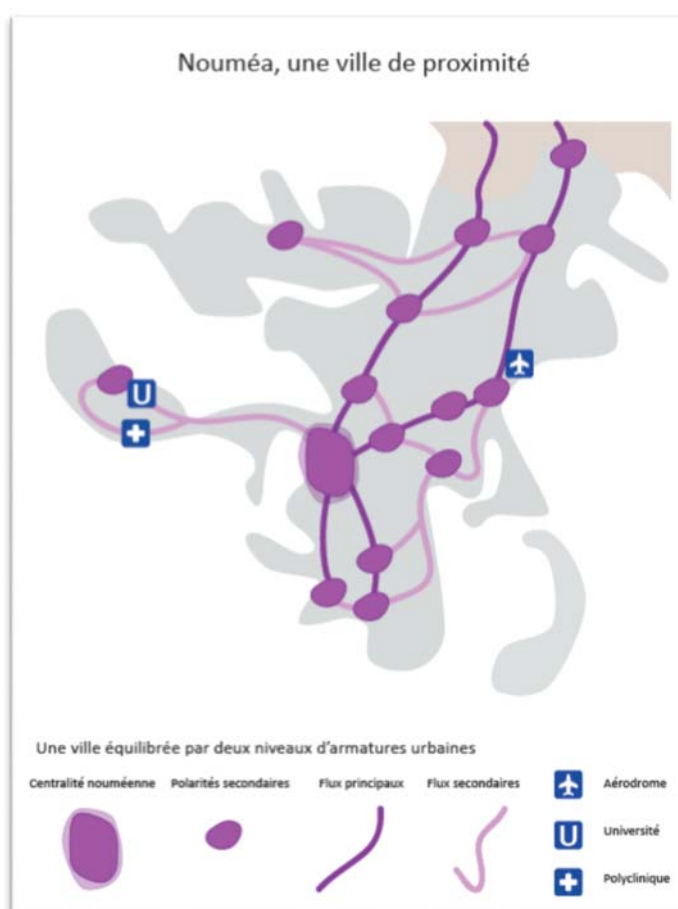 Nouméa, une ville de proximité
U
Une ville équilibrée par deux niveaux d'armatures urbaines
Centralité nouméenne Polarités secondaires Flux principaux Flux secondaires
Aérodrome
U Université
Polyclinique